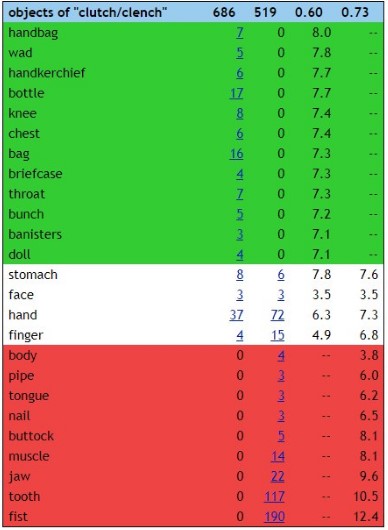 objects of "clutch/clench" 686 519 0.60 0.73
handbag 7 0 8.0 --
wad 5 0 7.8 --
handkerchief 6 0 7.7 --
bottle 17 0 7.7 --
knee 8 0 7.4 --
chest 6 0 7.4 --
bag 16 0 7.3 --
briefcase 4 0 7.3 --
throat 7 0 7.3 --
bunch 5 0 7.2 --
banisters 3 0 7.1 --
doll 4 0 7.1 --
stomach 8 6 7.8 7.6
face 3 3 3.5 3.5
hand 37 72 6.3 7.3
finger 4 15 4.9 6.8
body 0 4 -- 3.8
pipe 0 3 -- 6.0
tongue 0 3 -- 6.2
nail 0 3 -- 6.5
buttock 0 5 -- 8.1
muscle 0 14 -- 8.1
jaw 0 22 -- 9.6
tooth 0 117 -- 10.5
fist 0 190 -- 12.4